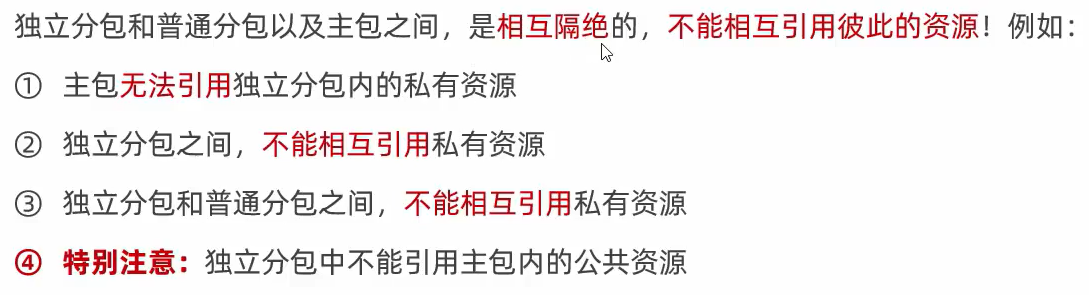 独立分包和普通分包以及主包之间，是相互隔绝的，不能相互引用彼此的资源！例如：
① 主包无法引用独立分包内的私有资源
② 独立分包之间，不能相互引用私有资源
③ 独立分包和普通分包之间，不能相互引用私有资源
④ 特别注意：独立分包中不能引用主包内的公共资源